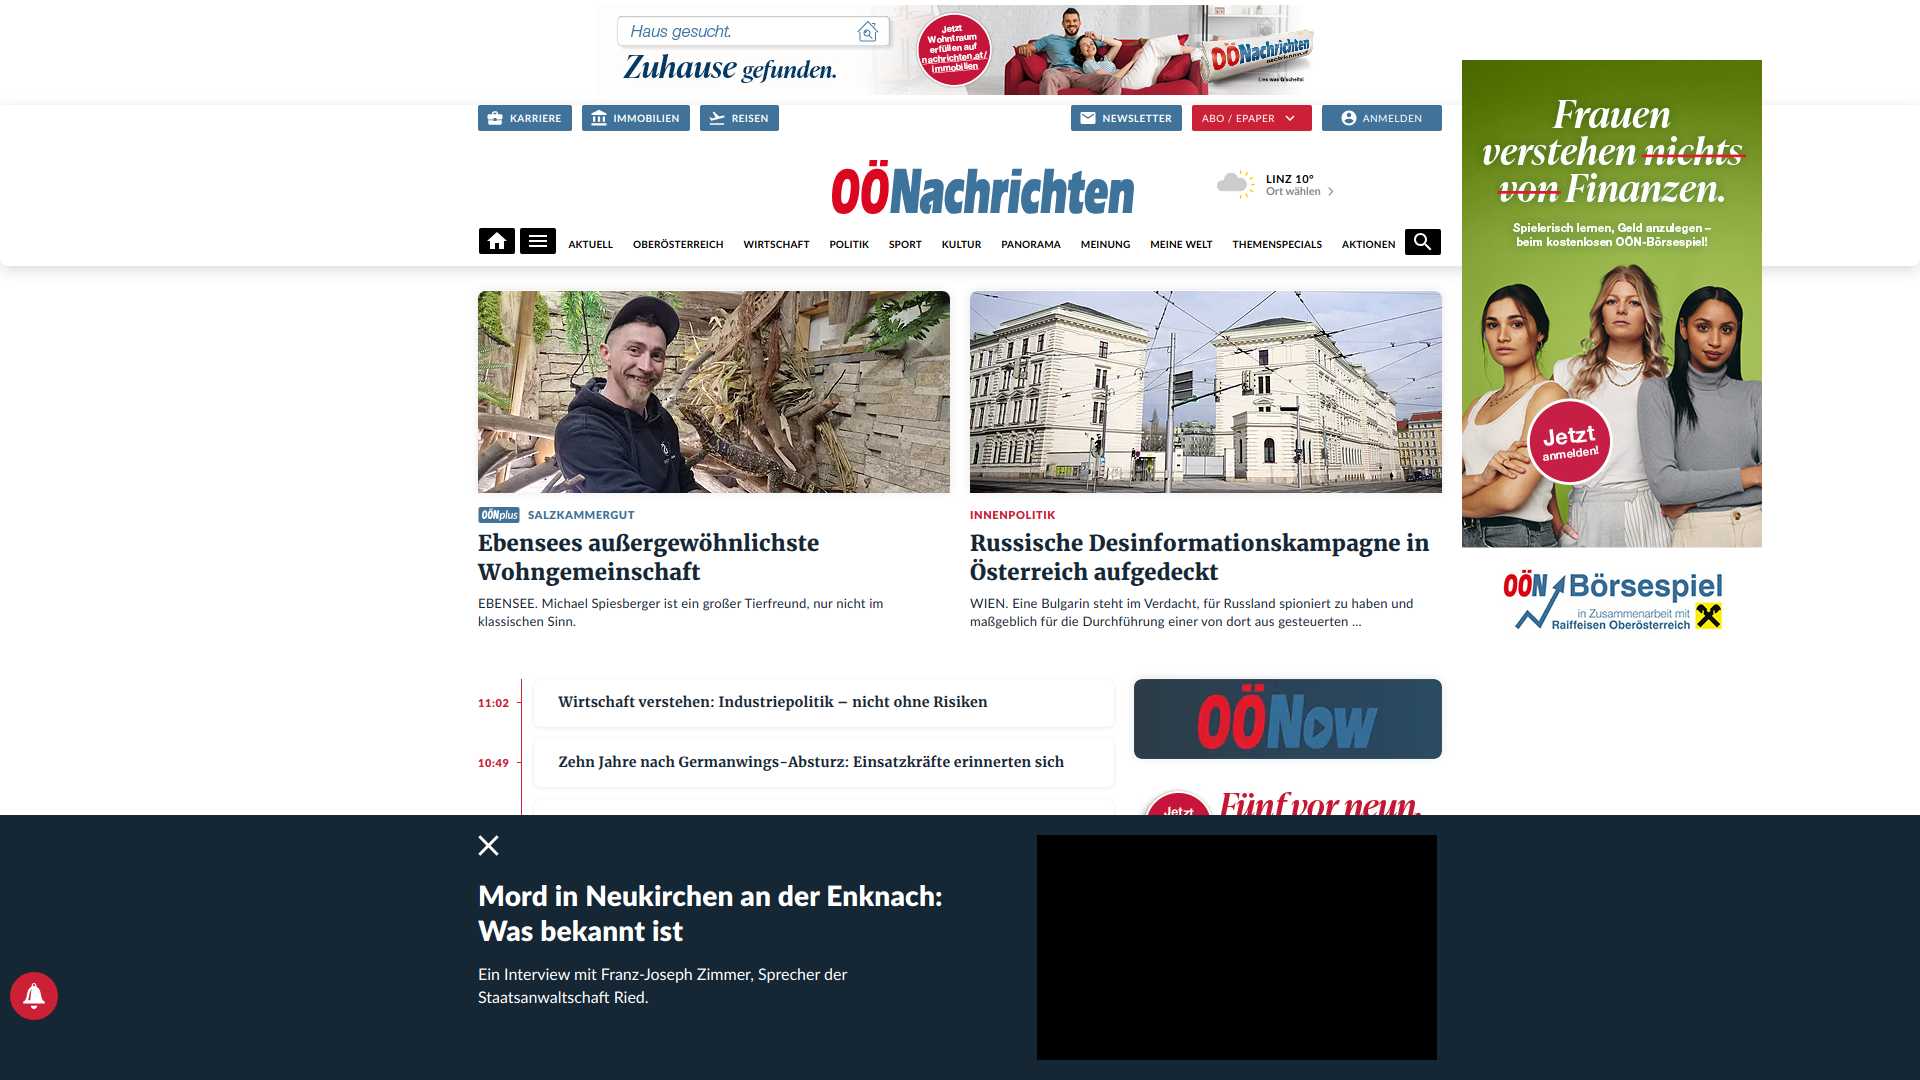 Haus gesucht.
Zuhause gefunden.
Jetzt
Wohntraum
erfüllen auf
nachrichten.at/
immobilien
OÖNachrichten
Lies was G'scheits!
KARRIERE
IMMOBILIEN
REISEN
NEWSLETTER
ABO / EPAPER
ANMELDEN
OÖNachrichten
LINZ 10°
Ort wählen
AKTUELL
OBERÖSTERREICH
WIRTSCHAFT
POLITIK
SPORT
KULTUR
PANORAMA
MEINUNG
MEINE WELT
THEMENSPECIALS
AKTIONEN
Frauen
verstehen nichts
von Finanzen.
Spielerisch lernen, Geld anzulegen –
beim kostenlosen OÖN-Börsespiel!
Jetzt
anmelden!
OÖN Börsespiel
in Zusammenarbeit mit
Raiffeisen Oberösterreich
OÖNplus SALZKAMMERGUT
Ebensees außergewöhnlichste
Wohngemeinschaft
EBENSEE. Michael Spiesberger ist ein großer Tierfreund, nur nicht im
klassischen Sinn.
INNENPOLITIK
Russische Desinformationskampagne in
Österreich aufgedeckt
WIEN. Eine Bulgarin steht im Verdacht, für Russland spioniert zu haben und
maßgeblich für die Durchführung einer von dort aus gesteuerten ...
11:02 Wirtschaft verstehen: Industriepolitik – nicht ohne Risiken
10:49 Zehn Jahre nach Germanwings-Absturz: Einsatzkräfte erinnerten sich
OÖNow
Jetzt
Fünf vor neun.
Mord in Neukirchen an der Enknach:
Was bekannt ist
Ein Interview mit Franz-Joseph Zimmer, Sprecher der
Staatsanwaltschaft Ried.